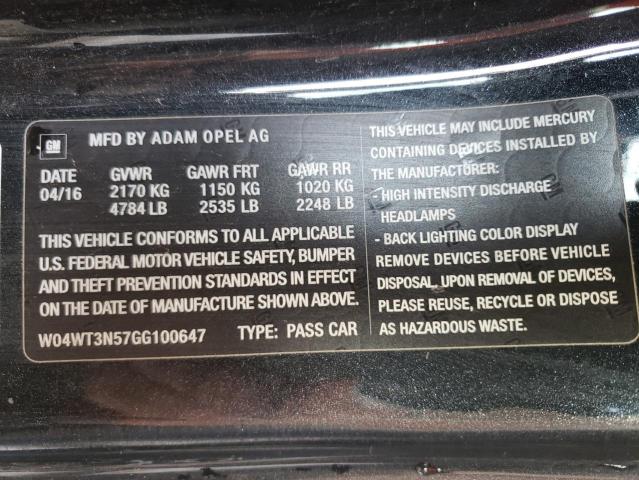 GM
MFD BY ADAM OPEL AG
DATE GVWR GAWR FRT GAWR RR
04/16 2170 KG 1150 KG 1020 KG
4784 LB 2535 LB 2248 LB
THIS VEHICLE CONFORMS TO ALL APPLICABLE
U.S. FEDERAL MOTOR VEHICLE SAFETY, BUMPER
AND THEFT PREVENTION STANDARDS IN EFFECT
ON THE DATE OF MANUFACTURE SHOWN ABOVE.
W04WT3N57GG100647 TYPE: PASS CAR
THIS VEHICLE MAY INCLUDE MERCURY
CONTAINING DEVICES INSTALLED BY
THE MANUFACTURER:
- HIGH INTENSITY DISCHARGE
HEADLAMPS
- BACK LIGHTING COLOR DISPLAY
REMOVE DEVICES BEFORE VEHICLE
DISPOSAL. UPON REMOVAL OF DEVICES,
PLEASE REUSE, RECYCLE OR DISPOSE
AS HAZARDOUS WASTE.